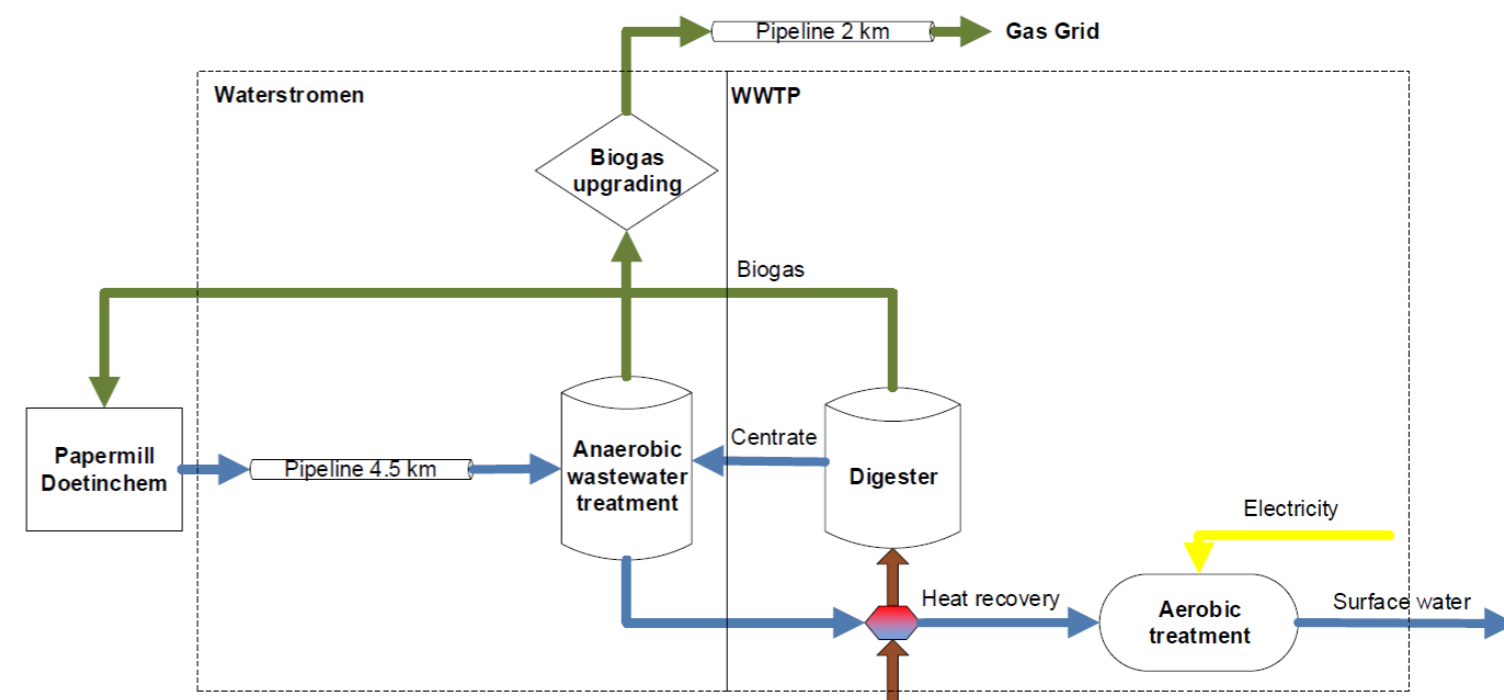 Pipeline 2 km
Gas Grid
Waterstromen
WWTP
Biogas
upgrading
Biogas
Papermill
Doetinchem
Pipeline 4.5 km
Anaerobic
wastewater
treatment
Centrate
Digester
Electricity
Heat recovery
Aerobic
treatment
Surface water